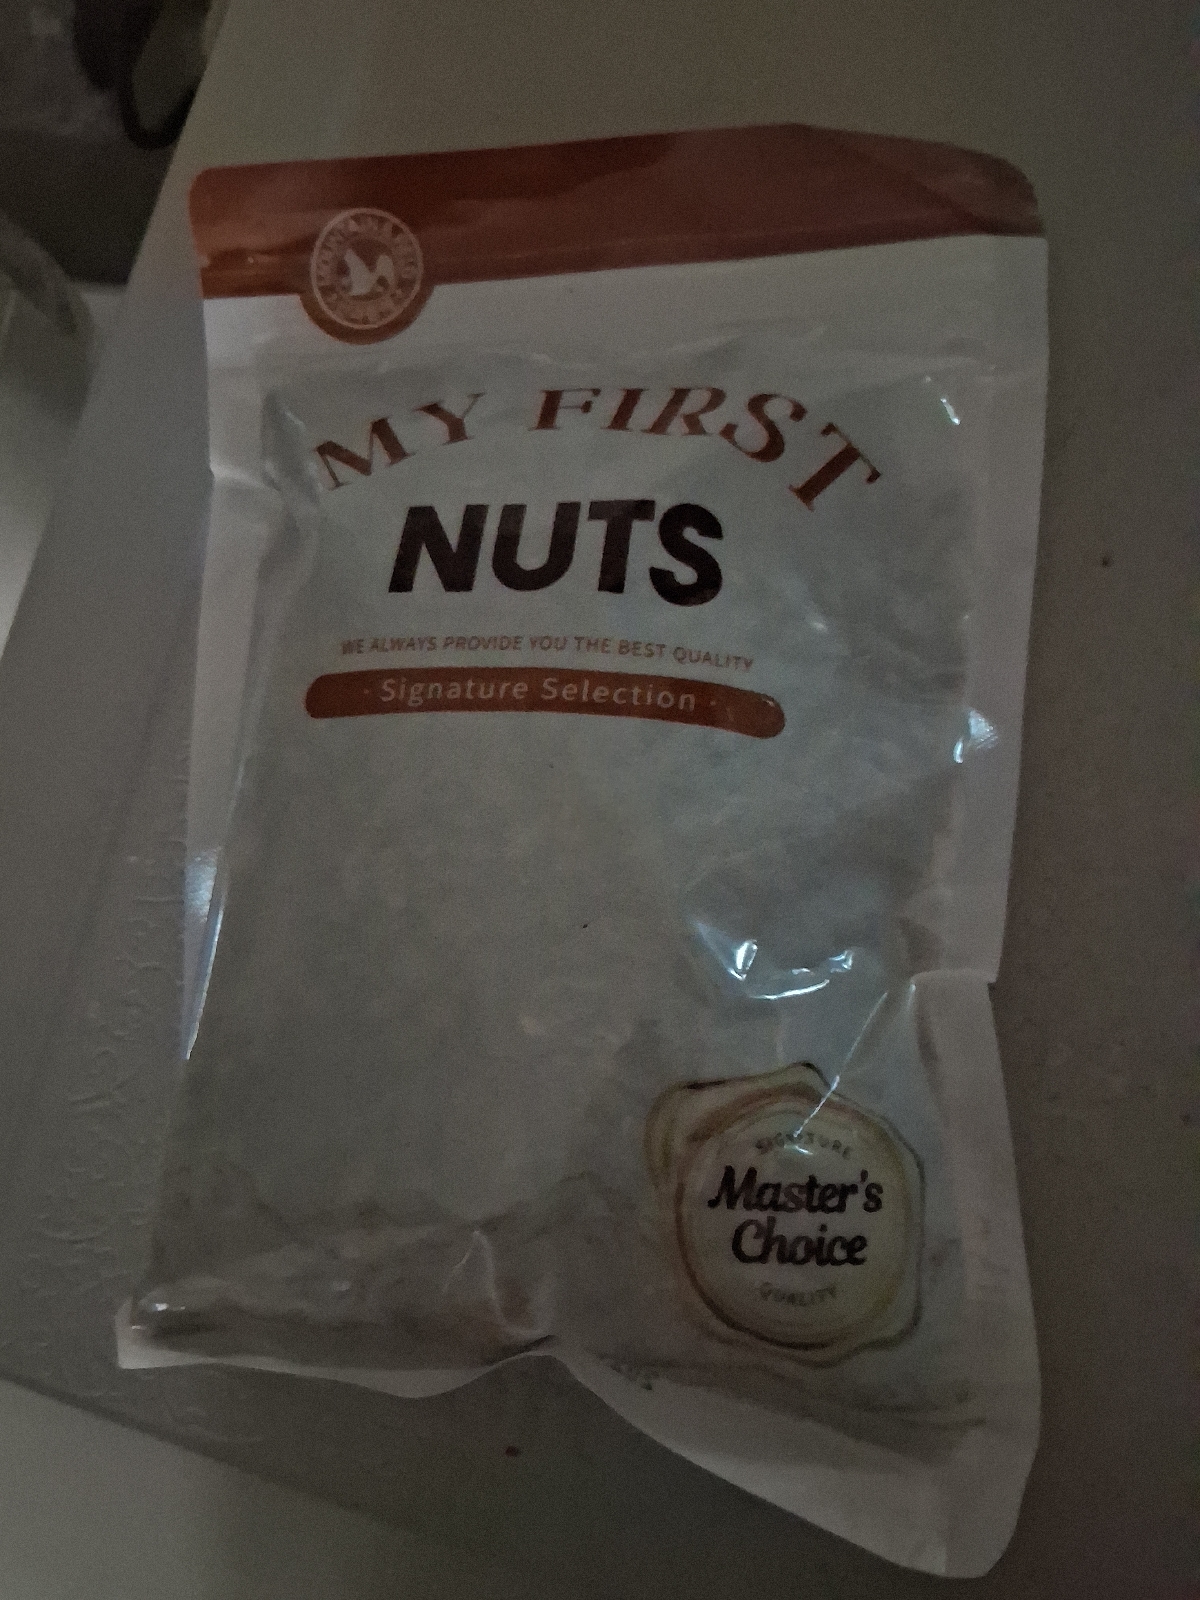 MY FIRST
NUTS
WE ALWAYS PROVIDE YOU THE BEST QUALITY
· Signature Selection ·
SIGNATURE
Master's
Choice
QUALITY